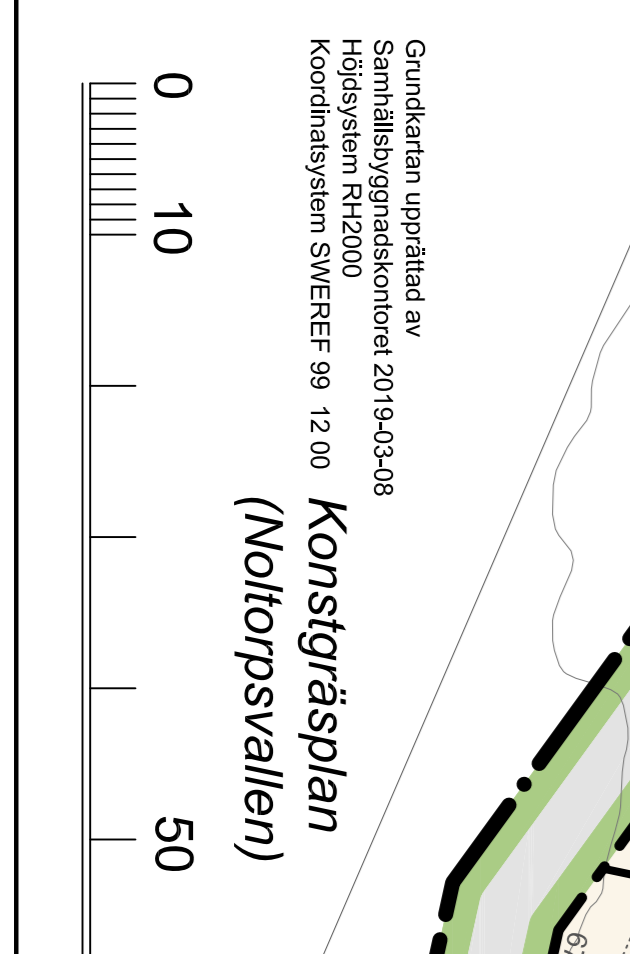 Grundkartan upprättad av
Samhällsbyggnadskontoret 2019-03-08
Höjdsystem RH2000
Koordinatsystem SWEREF 99 12 00
Konstgräsplan
(Noltorpsvallen)
0
10
50